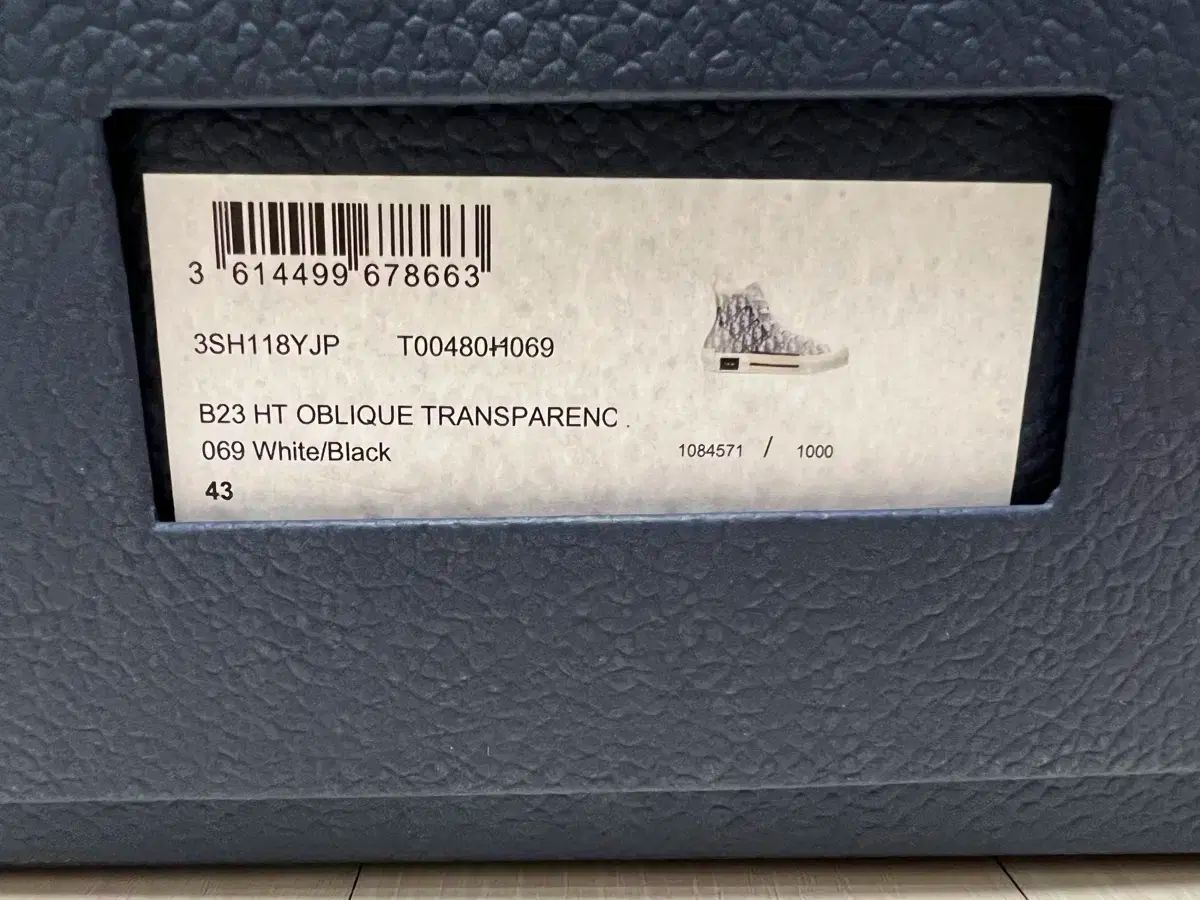 3 614499 678663
3SH118YJP T00480H069
B23 HT OBLIQUE TRANSPARENC .
069 White/Black
1084571 / 1000
43